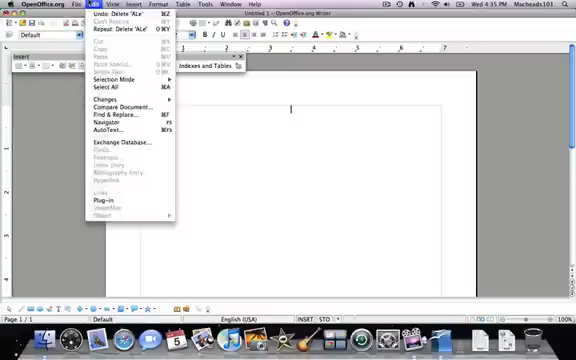 OpenOffice.org File Edit View Insert Format Table Tools Window Help Wed 4:35 PM Macheads101
Untitled 1 - OpenOffice.org Writer
Default
Insert
Indexes and Tables
Undo: Delete "ALe" ⌘Z
Can't Restore
Repeat: Delete "ALe" ⇧⌘Y
Cut ⌘X
Copy ⌘C
Paste ⌘V
Paste Special... ⇧⌘V
Selection Mode
Select All ⌘A
Changes
Compare Document...
Find & Replace... ⌘F
Navigator F5
AutoText... ⌘F3
Exchange Database...
Fields...
Footnote...
Index Entry...
Bibliography Entry...
Hyperlink
Links
Plug-in
ImageMap
Object
Page 1 / 1 Default English (USA) INSRT STD 100%